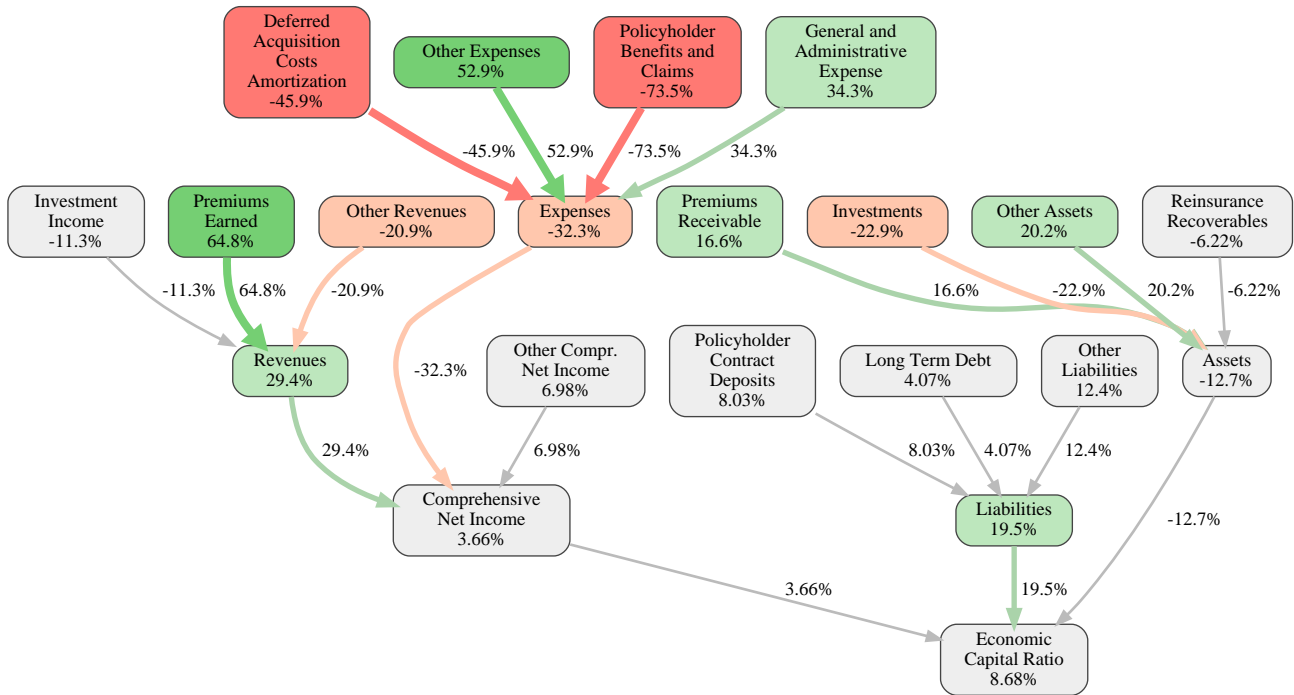 Deferred
Acquisition
Costs
Amortization
-45.9%
Other Expenses
52.9%
Policyholder
Benefits and
Claims
-73.5%
General and
Administrative
Expense
34.3%
-45.9%
52.9%
-73.5%
34.3%
Investment
Income
-11.3%
Premiums
Earned
64.8%
Other Revenues
-20.9%
Expenses
-32.3%
Premiums
Receivable
16.6%
Investments
-22.9%
Other Assets
20.2%
Reinsurance
Recoverables
-6.22%
-11.3%
64.8%
-20.9%
16.6%
-22.9%
20.2%
-6.22%
Revenues
29.4%
-32.3%
Other Compr.
Net Income
6.98%
Policyholder
Contract
Deposits
8.03%
Long Term Debt
4.07%
Other
Liabilities
12.4%
Assets
-12.7%
29.4%
6.98%
8.03%
4.07%
12.4%
Comprehensive
Net Income
3.66%
Liabilities
19.5%
-12.7%
3.66%
19.5%
Economic
Capital Ratio
8.68%